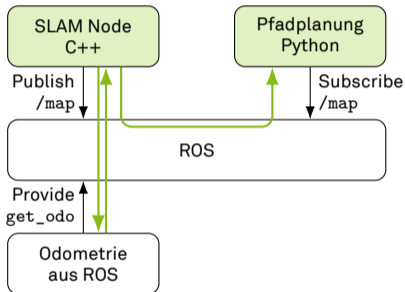 SLAM Node
C++
Pfadplanung
Python
Publish
/map
Subscribe
/map
ROS
Provide
get_odo
Odometrie
aus ROS